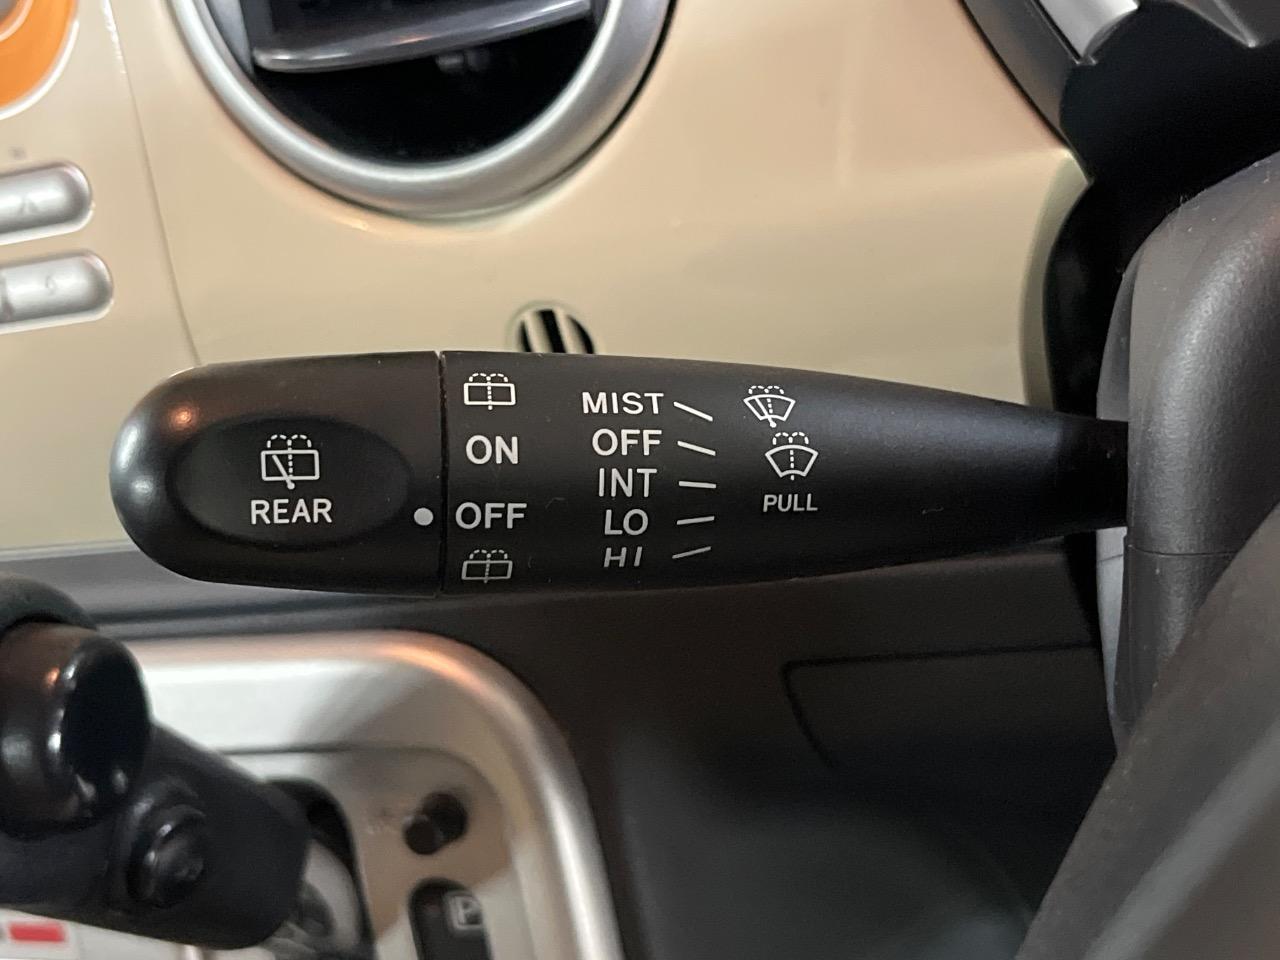 REAR
ON
OFF
MIST
OFF
INT
LO
HI
PULL
P